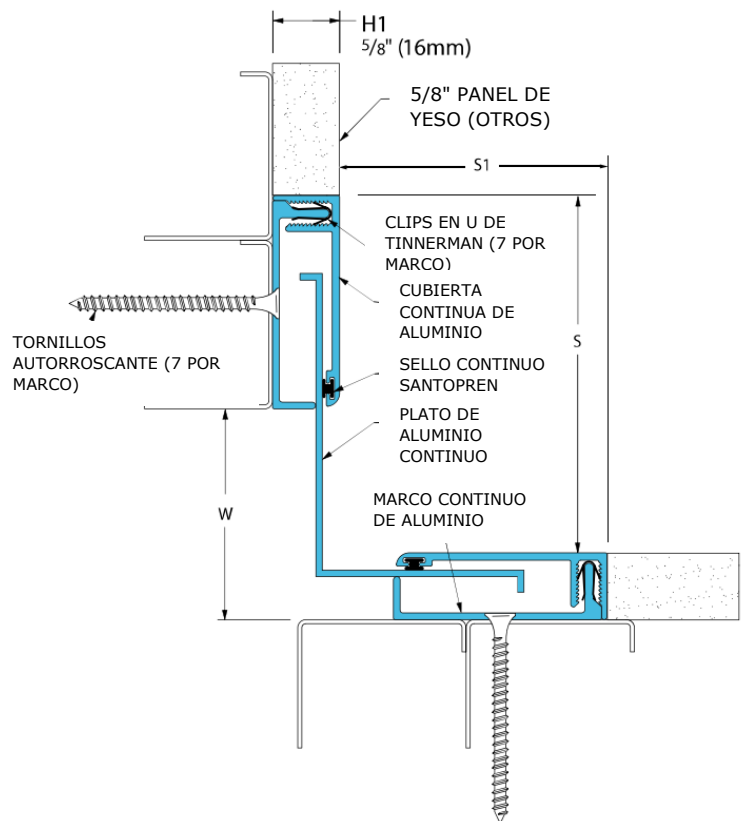 H1
5/8" (16mm)
5/8" PANEL DE
YESO (OTROS)
S1
CLIPS EN U DE
TINNERMAN (7 POR
MARCO)
CUBIERTA
CONTINUA DE
ALUMINIO
S
TORNILLOS
AUTORROSCANTE (7 POR
MARCO)
SELLO CONTINUO
SANTOPREN
PLATO DE
ALUMINIO
CONTINUO
W
MARCO CONTINUO
DE ALUMINIO